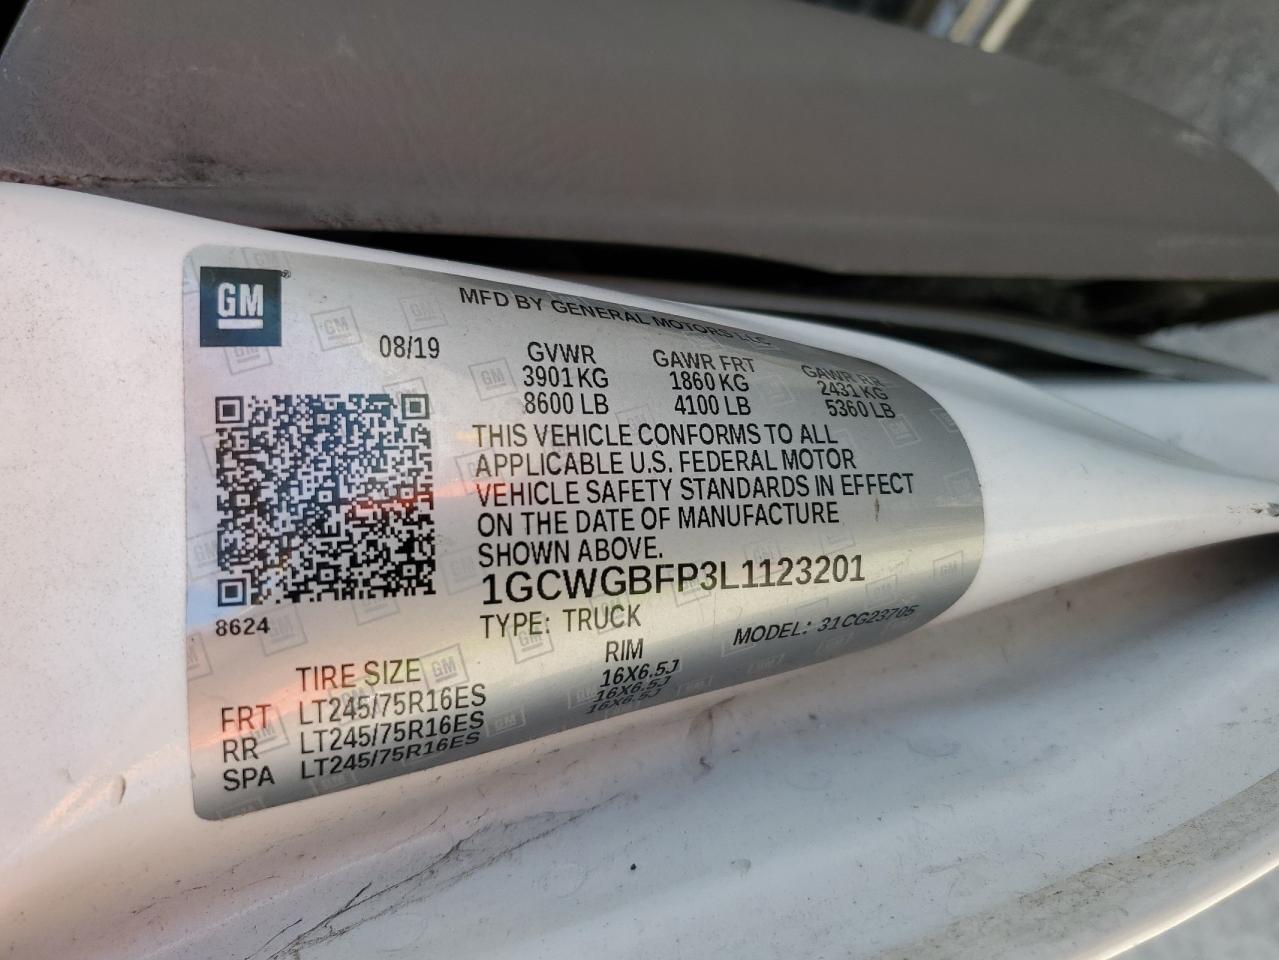 GM®
MFD BY GENERAL MOTORS LLC
08/19
GVWR GAWR FRT GAWR RR
3901 KG 1860 KG 2431 KG
8600 LB 4100 LB 5360 LB
THIS VEHICLE CONFORMS TO ALL
APPLICABLE U.S. FEDERAL MOTOR
VEHICLE SAFETY STANDARDS IN EFFECT
ON THE DATE OF MANUFACTURE
SHOWN ABOVE.
1GCWGBFP3L1123201
8624
TYPE: TRUCK MODEL: 31CG23705
TIRE SIZE RIM
FRT LT245/75R16ES 16X6.5J
RR LT245/75R16ES 16X6.5J
SPA LT245/75R16ES 16X6.5J